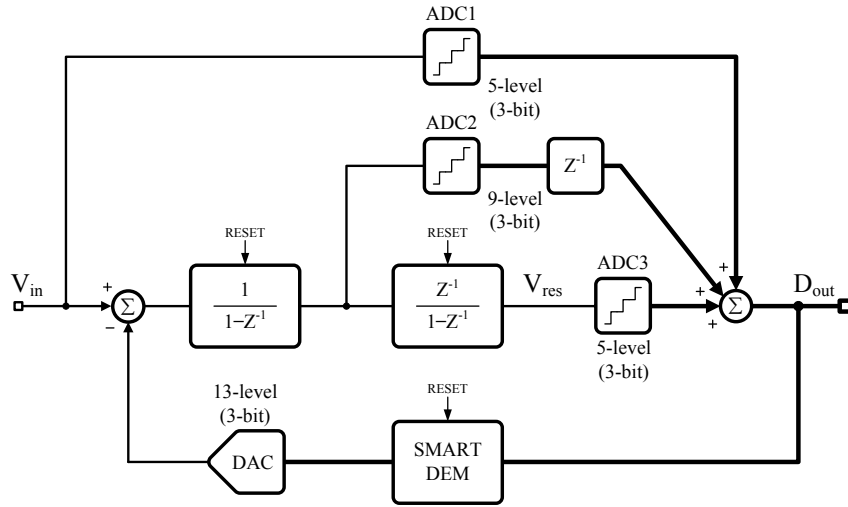 ADC1
5-level
(3-bit)
ADC2
Z⁻¹
9-level
(3-bit)
RESET
RESET
V_in
+
Σ
−
1
1−Z⁻¹
Z⁻¹
1−Z⁻¹
V_res
ADC3
5-level
(3-bit)
+
+
+
Σ
D_out
13-level
(3-bit)
DAC
RESET
SMART
DEM